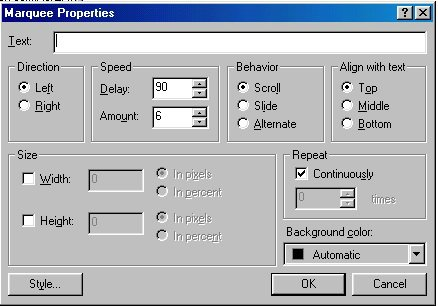 Marquee Properties
Text:
Direction
Left
Right
Speed
Delay: 90
Amount: 6
Behavior
Scroll
Slide
Alternate
Align with text
Top
Middle
Bottom
Size
Width: 0
In pixels
In percent
Height: 0
In pixels
In percent
Repeat
Continuously
0 times
Background color:
Automatic
Style...
OK
Cancel